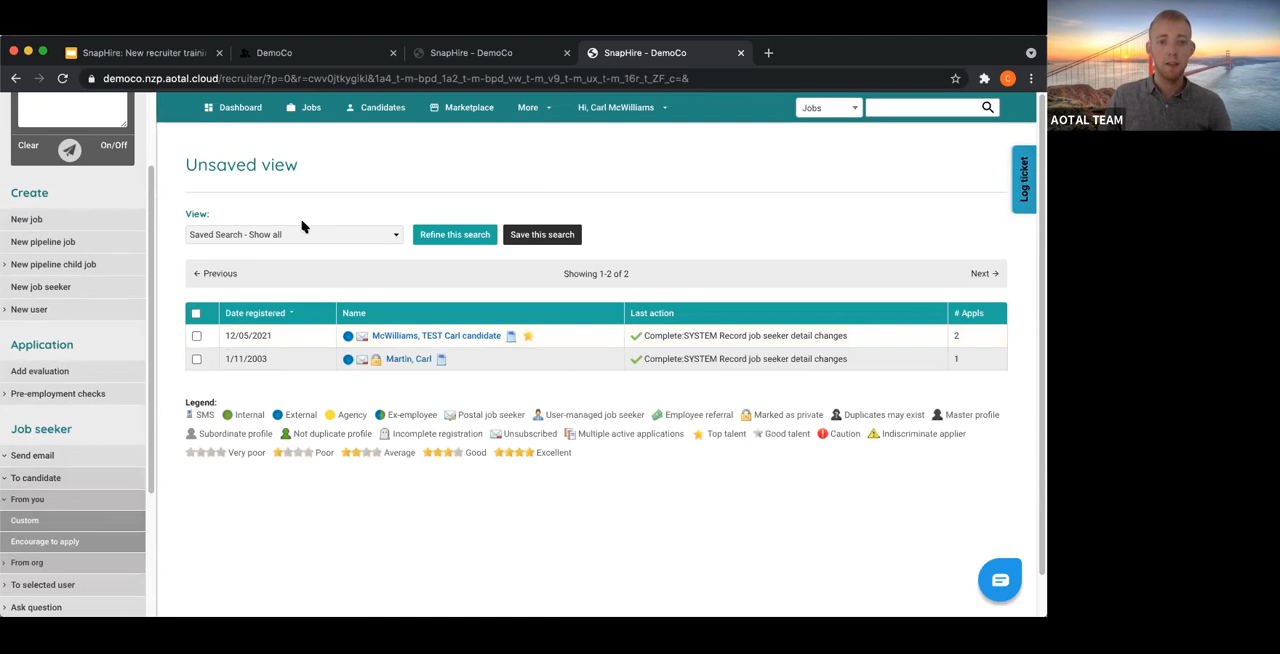 SnapHire: New recruiter traini
DemoCo
SnapHire - DemoCo
SnapHire - DemoCo
democo.nzp.aotal.cloud/recruiter/?p=0&r=cwv0jtkygikl&1a4_t-m-bpd_1a2_t-m-bpd_vw_t-m_v9_t-m_ux_t-m_16r_t_ZF_c=&
C
AOTAL TEAM
Dashboard Jobs Candidates Marketplace More Hi, Carl McWilliams Jobs
Clear On/Off
Create
New job
New pipeline job
New pipeline child job
New job seeker
New user
Application
Add evaluation
Pre-employment checks
Job seeker
Send email
To candidate
From you
Custom
Encourage to apply
From org
To selected user
Ask question
Unsaved view
Log ticket
View:
Saved Search - Show all Refine this search Save this search
← Previous Showing 1-2 of 2 Next →
Date registered Name Last action # Appls
12/05/2021 McWilliams, TEST Carl candidate Complete:SYSTEM Record job seeker detail changes 2
1/11/2003 Martin, Carl Complete:SYSTEM Record job seeker detail changes 1
Legend:
SMS Internal External Agency Ex-employee Postal job seeker User-managed job seeker Employee referral Marked as private Duplicates may exist Master profile
Subordinate profile Not duplicate profile Incomplete registration Unsubscribed Multiple active applications Top talent Good talent Caution Indiscriminate applier
Very poor Poor Average Good Excellent